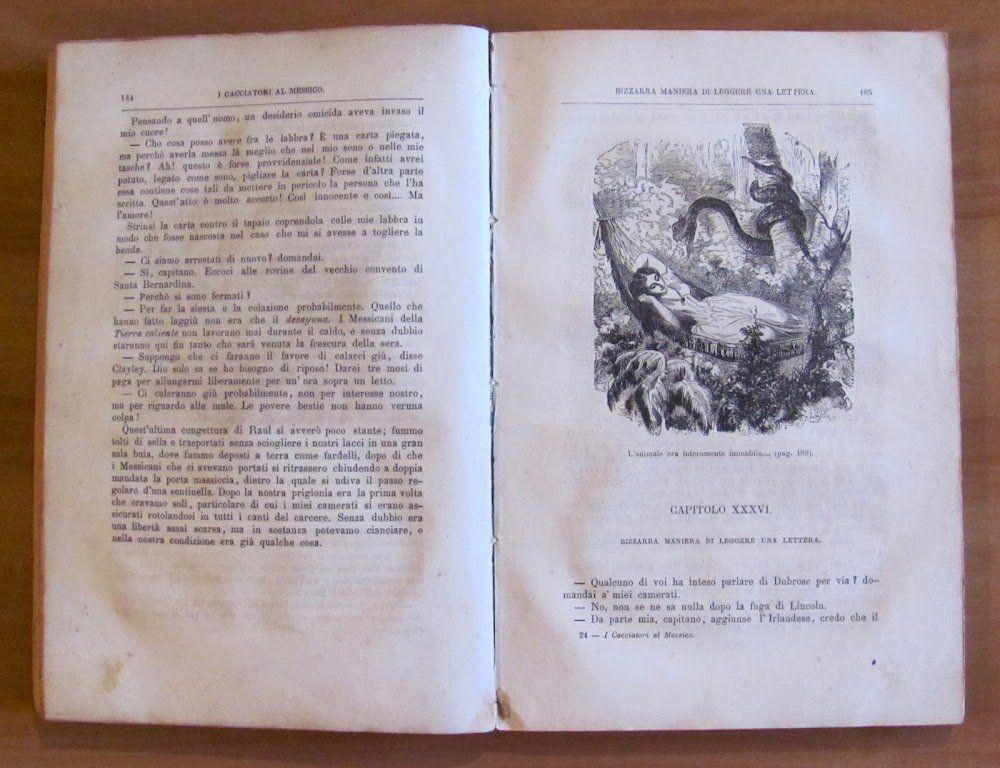 184
I CACCIATORI AL MESSICO.
Pensando a quell' uomo, un desiderio omicida aveva invaso il
mio cuore!
— Che cosa posso avere fra le labbra? È una carta piegata,
ma perchè averla messa là meglio che nel mio seno o nelle mie
tasche? Ah! questo è forse provvidenziale! Come infatti avrei
potuto, legato come sono, pigliare la carta? Forse d'altra parte
essa contiene cose tali da mettere in pericolo la persona che l'ha
scritta. Quest'atto è molto accorto! Così innocente e così.... Ma
l'amore!
Strinsi la carta contro il tapaio coprendola colle mie labbra in
modo che fosse nascosta nel caso che mi si avesse a togliere la
benda.
— Ci siamo arrestati di nuovo? domandai.
— Sì, capitano. Eccoci alle rovine del vecchio convento di
Santa Bernardina.
— Perchè si sono fermati?
— Per far la siesta e la colazione probabilmente. Quello che
hanno fatto laggiù non era che il desayuna. I Messicani della
Tierra caliente non lavorano mai durante il caldo, e senza dubbio
staranno qui fin tanto che sarà venuta la frescura della sera.
— Suppongo che ci faranno il favore di calarci giù, disse
Clayley. Dio solo sa se ho bisogno di riposo! Darei tre mesi di
paga per allungarmi liberamente per un' ora sopra un letto.
— Ci caleranno giù probabilmente, non per interesse nostro,
ma per riguardo alle mule. Le povere bestie non hanno veruna
colpa!
Quest'ultima congettura di Raul si avverò poco stante; fummo
tolti di sella e trasportati senza sciogliere i nostri lacci in una gran
sala buia, dove fummo deposti a terra come fardelli, dopo di che
i Messicani che ci avevano portati si ritrassero chiudendo a doppia
mandata la porta massiccia, dietro la quale si udiva il passo re-
golare d'una sentinella. Dopo la nostra prigionia era la prima volta
che eravamo soli, particolare di cui i miei camerati si erano as-
sicurati rotolandosi in tutti i canti del carcere. Senza dubbio era
una libertà assai scarsa, ma in sostanza potevamo cianciare, e
nella nostra condizione era già qualche cosa.
BIZZARRA MANIERA DI LEGGERE UNA LETTERA.
185
L'animale era interamente immobile... (pag. 189).
CAPITOLO XXXVI.
BIZZARRA MANIERA DI LEGGERE UNA LETTERA.
— Qualcuno di voi ha inteso parlare di Dubrosc per via? do-
mandai a' miei camerati.
— No, non se ne sa nulla dopo la fuga di Lincoln.
— Da parte mia, capitano, aggiunse l'Irlandese, credo che il
24 — I Cacciatori al Messico.